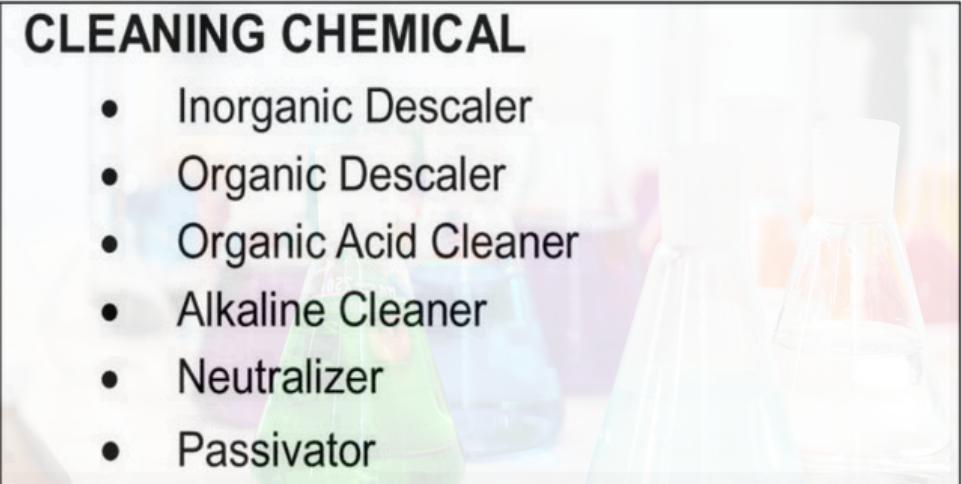 CLEANING CHEMICAL
• Inorganic Descaler
• Organic Descaler
• Organic Acid Cleaner
• Alkaline Cleaner
• Neutralizer
• Passivator